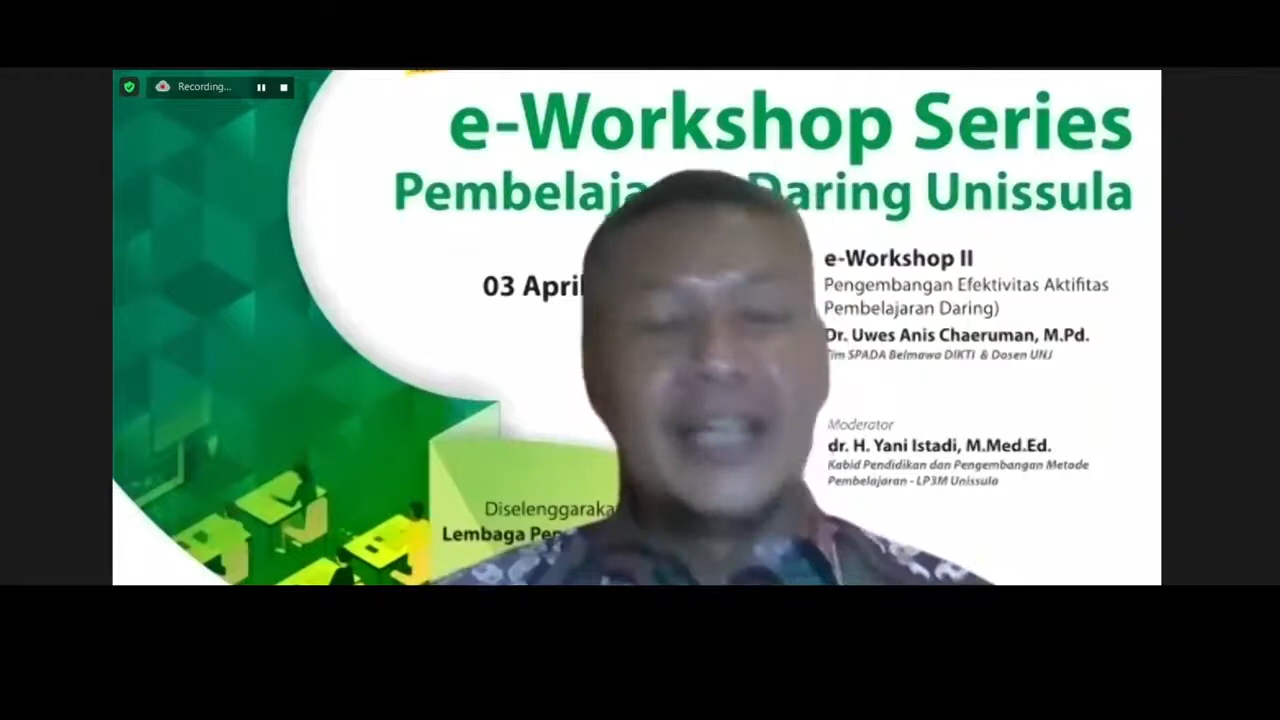 Recording...
e-Workshop Series
Pembelaja Daring Unissula
03 April
e-Workshop II
Pengembangan Efektivitas Aktifitas
Pembelajaran Daring)
Dr. Uwes Anis Chaeruman, M.Pd.
Tim SPADA Belmawa DIKTI & Dosen UNJ
Moderator
dr. H. Yani Istadi, M.Med.Ed.
Kabid Pendidikan dan Pengembangan Metode
Pembelajaran - LP3M Unissula
Diselenggaraka
Lembaga Pen